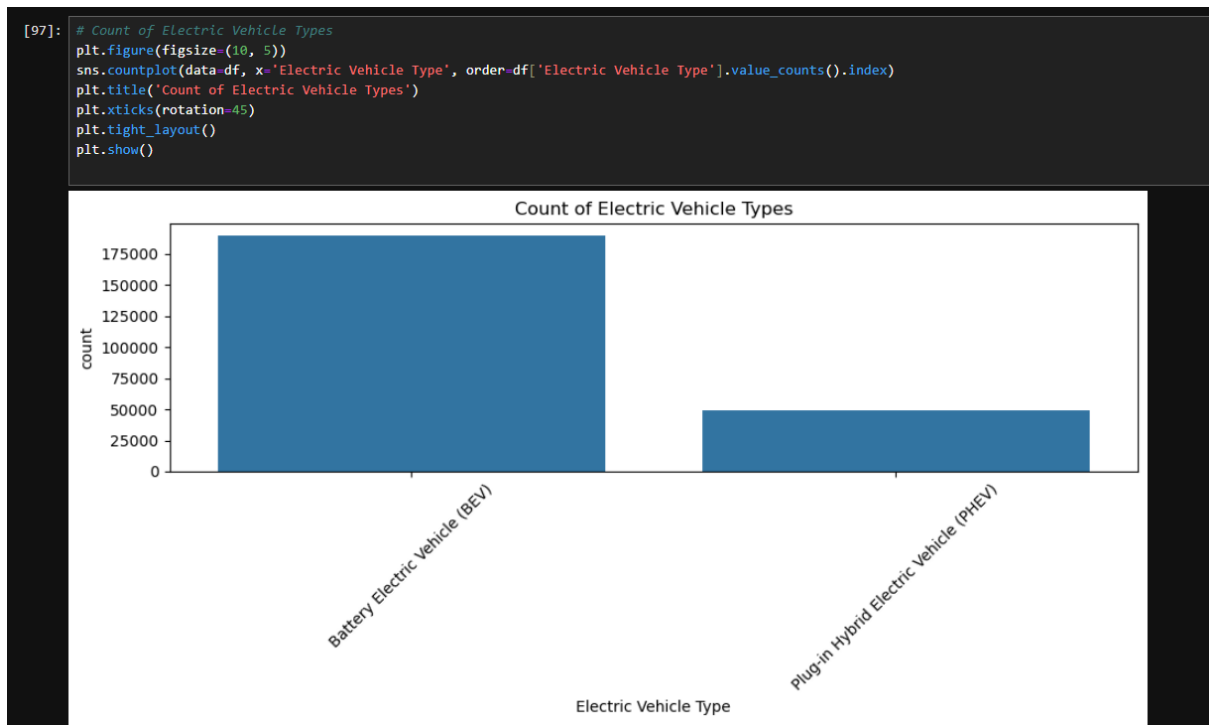 [97]: # Count of Electric Vehicle Types
plt.figure(figsize=(10, 5))
sns.countplot(data=df, x='Electric Vehicle Type', order=df['Electric Vehicle Type'].value_counts().index)
plt.title('Count of Electric Vehicle Types')
plt.xticks(rotation=45)
plt.tight_layout()
plt.show()
Count of Electric Vehicle Types
175000
150000
125000
100000
75000
50000
25000
0
count
Battery Electric Vehicle (BEV)
Plug-in Hybrid Electric Vehicle (PHEV)
Electric Vehicle Type